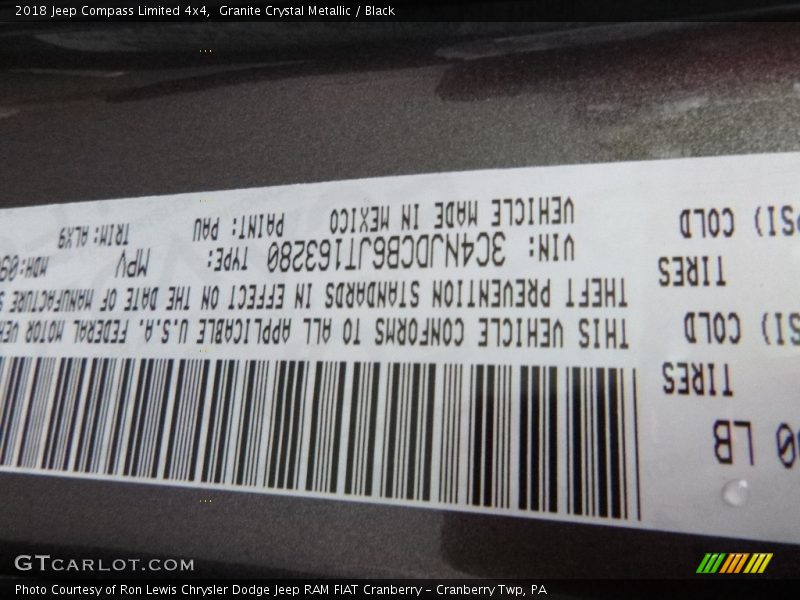 2018 Jeep Compass Limited 4x4,  Granite Crystal Metallic / Black
LB
TIRES
COLD
TIRES
PSI) COLD
THIS VEHICLE CONFORMS TO ALL APPLICABLE U.S.A. FEDERAL MOTOR
THEFT PREVENTION STANDARDS IN EFFECT ON THE DATE OF MANUFACTURE
VIN: 3C4NJDCB6JT163280 TYPE: MPV MDH:
VEHICLE MADE IN MEXICO PAINT: PAU TRIM: ALX9
GTCARLOT.COM
Photo Courtesy of Ron Lewis Chrysler Dodge Jeep RAM FIAT Cranberry – Cranberry Twp, PA